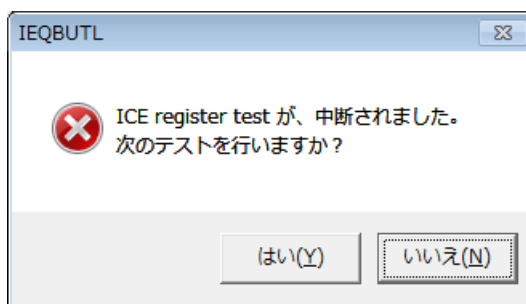 IEQBUTL
ICE register test が、中断されました。
次のテストを行いますか？
はい(Y)
いいえ(N)